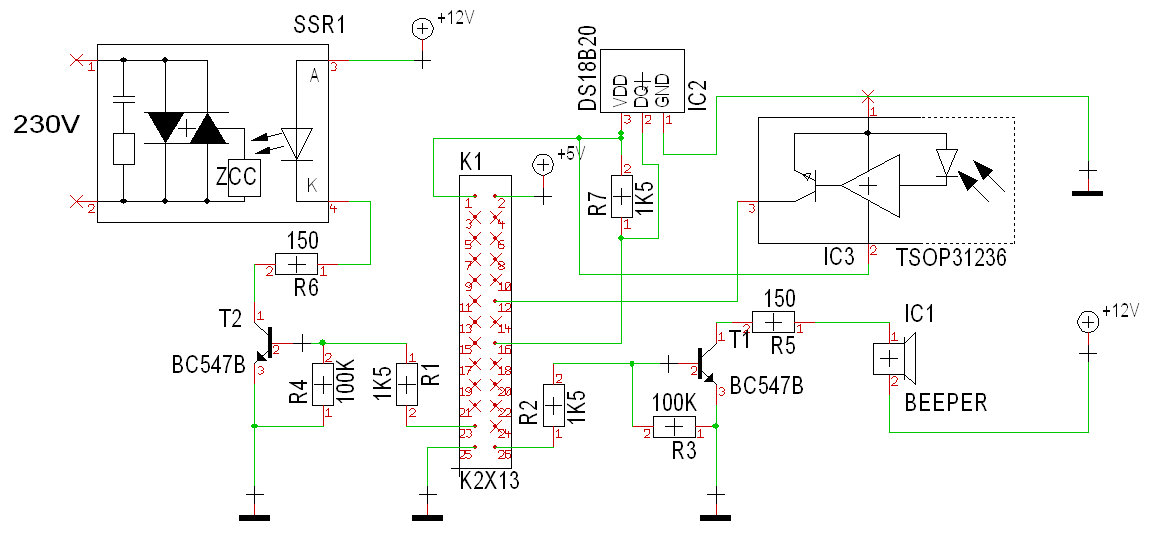 SSR1
+12V
1
3
A
230V
ZCC
K
2
4
150
2
1
R6
T2
1
2
BC547B
3
2
R4
100K
1
1
1K5
R1
2
DS18B20
VDD
DQ
GND
IC2
3
2
1
+5V
K1
1
2
3
4
5
6
7
8
9
10
11
12
13
14
15
16
17
18
19
20
21
22
23
24
25
26
K2X13
2
R7
1K5
1
1
3
2
IC3
TSOP31236
150
2
1
R5
T1
1
2
BC547B
3
100K
2
1
R3
2
R2
1K5
1
IC1
1
2
BEEPER
+12V